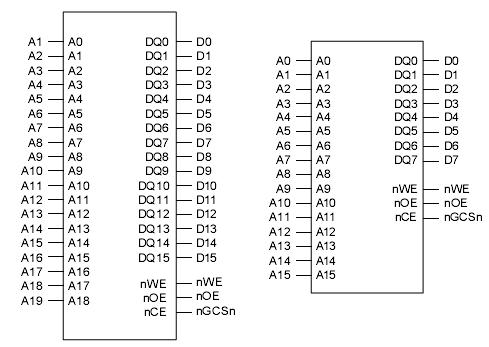 A1 A0 DQ0 D0
A2 A1 DQ1 D1
A3 A2 DQ2 D2
A4 A3 DQ3 D3
A5 A4 DQ4 D4
A6 A5 DQ5 D5
A7 A6 DQ6 D6
A8 A7 DQ7 D7
A9 A8 DQ8 D8
A10 A9 DQ9 D9
A11 A10 DQ10 D10
A12 A11 DQ11 D11
A13 A12 DQ12 D12
A14 A13 DQ13 D13
A15 A14 DQ14 D14
A16 A15 DQ15 D15
A17 A16
A18 A17 nWE nWE
A19 A18 nOE nOE
nCE nGCSn
A0 A0 DQ0 D0
A1 A1 DQ1 D1
A2 A2 DQ2 D2
A3 A3 DQ3 D3
A4 A4 DQ4 D4
A5 A5 DQ5 D5
A6 A6 DQ6 D6
A7 A7 DQ7 D7
A8 A8
A9 A9 nWE nWE
A10 A10 nOE nOE
A11 A11 nCE nGCSn
A12 A12
A13 A13
A14 A14
A15 A15